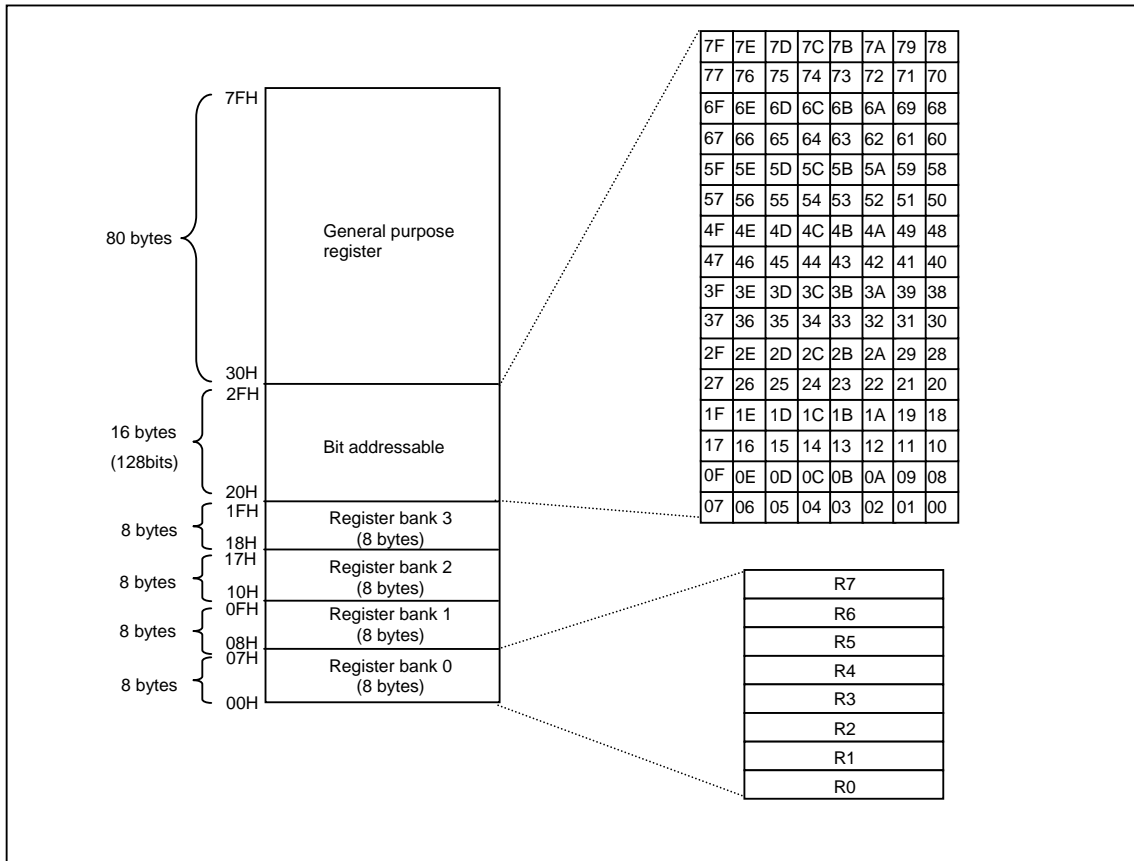 7FH
80 bytes
General purpose
register
30H
2FH
16 bytes
(128bits)
Bit addressable
20H
1FH
8 bytes
Register bank 3
(8 bytes)
18H
17H
8 bytes
Register bank 2
(8 bytes)
10H
0FH
8 bytes
Register bank 1
(8 bytes)
08H
07H
8 bytes
Register bank 0
(8 bytes)
00H
7F 7E 7D 7C 7B 7A 79 78
77 76 75 74 73 72 71 70
6F 6E 6D 6C 6B 6A 69 68
67 66 65 64 63 62 61 60
5F 5E 5D 5C 5B 5A 59 58
57 56 55 54 53 52 51 50
4F 4E 4D 4C 4B 4A 49 48
47 46 45 44 43 42 41 40
3F 3E 3D 3C 3B 3A 39 38
37 36 35 34 33 32 31 30
2F 2E 2D 2C 2B 2A 29 28
27 26 25 24 23 22 21 20
1F 1E 1D 1C 1B 1A 19 18
17 16 15 14 13 12 11 10
0F 0E 0D 0C 0B 0A 09 08
07 06 05 04 03 02 01 00
R7
R6
R5
R4
R3
R2
R1
R0